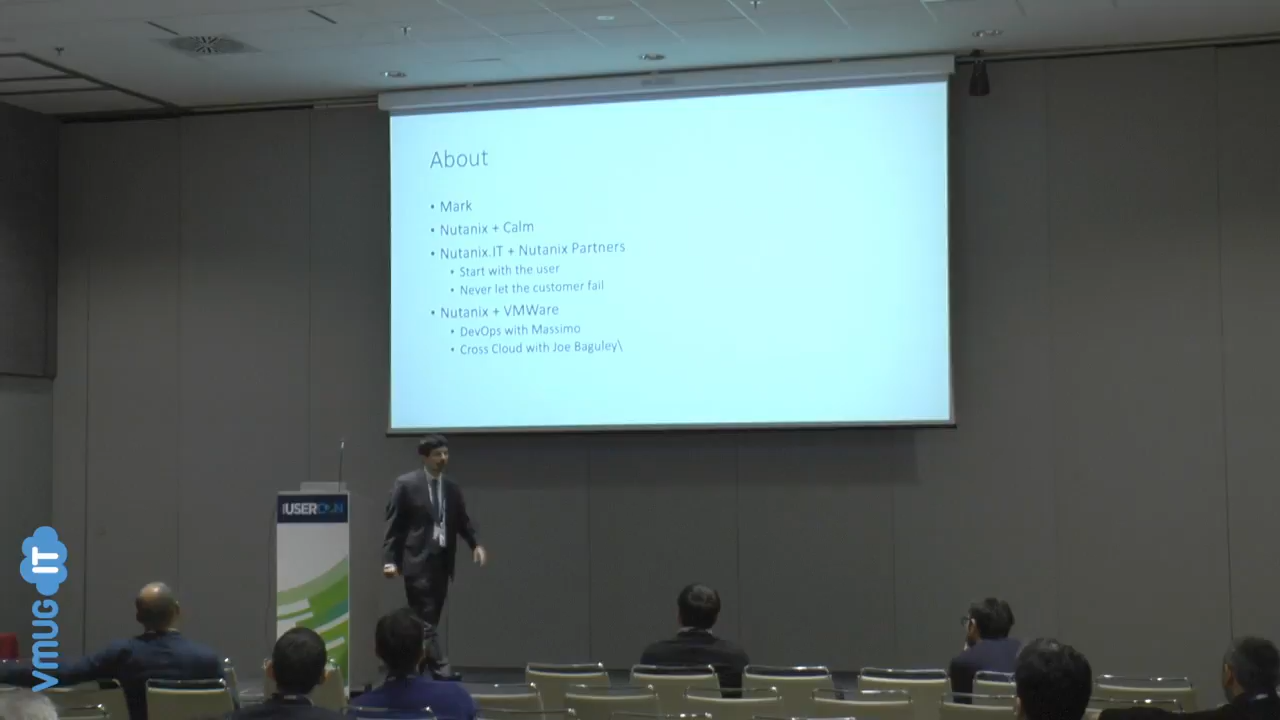 About
• Mark
• Nutanix + Calm
• Nutanix.IT + Nutanix Partners
• Start with the user
• Never let the customer fail
• Nutanix + VMWare
• DevOps with Massimo
• Cross Cloud with Joe Baguley\
USERCON
vmug IT